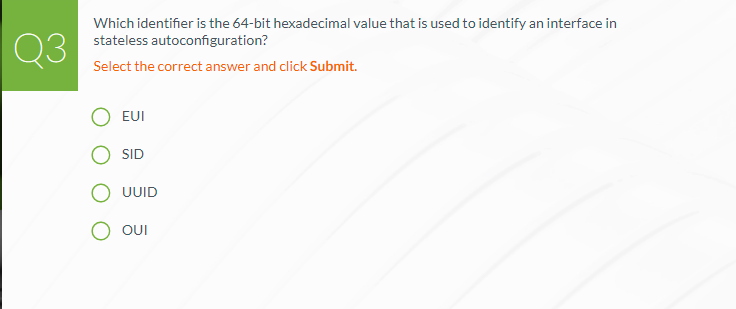 Q3
Which identifier is the 64-bit hexadecimal value that is used to identify an interface in
stateless autoconfiguration?
Select the correct answer and click Submit.
EUI
SID
UUID
OUI